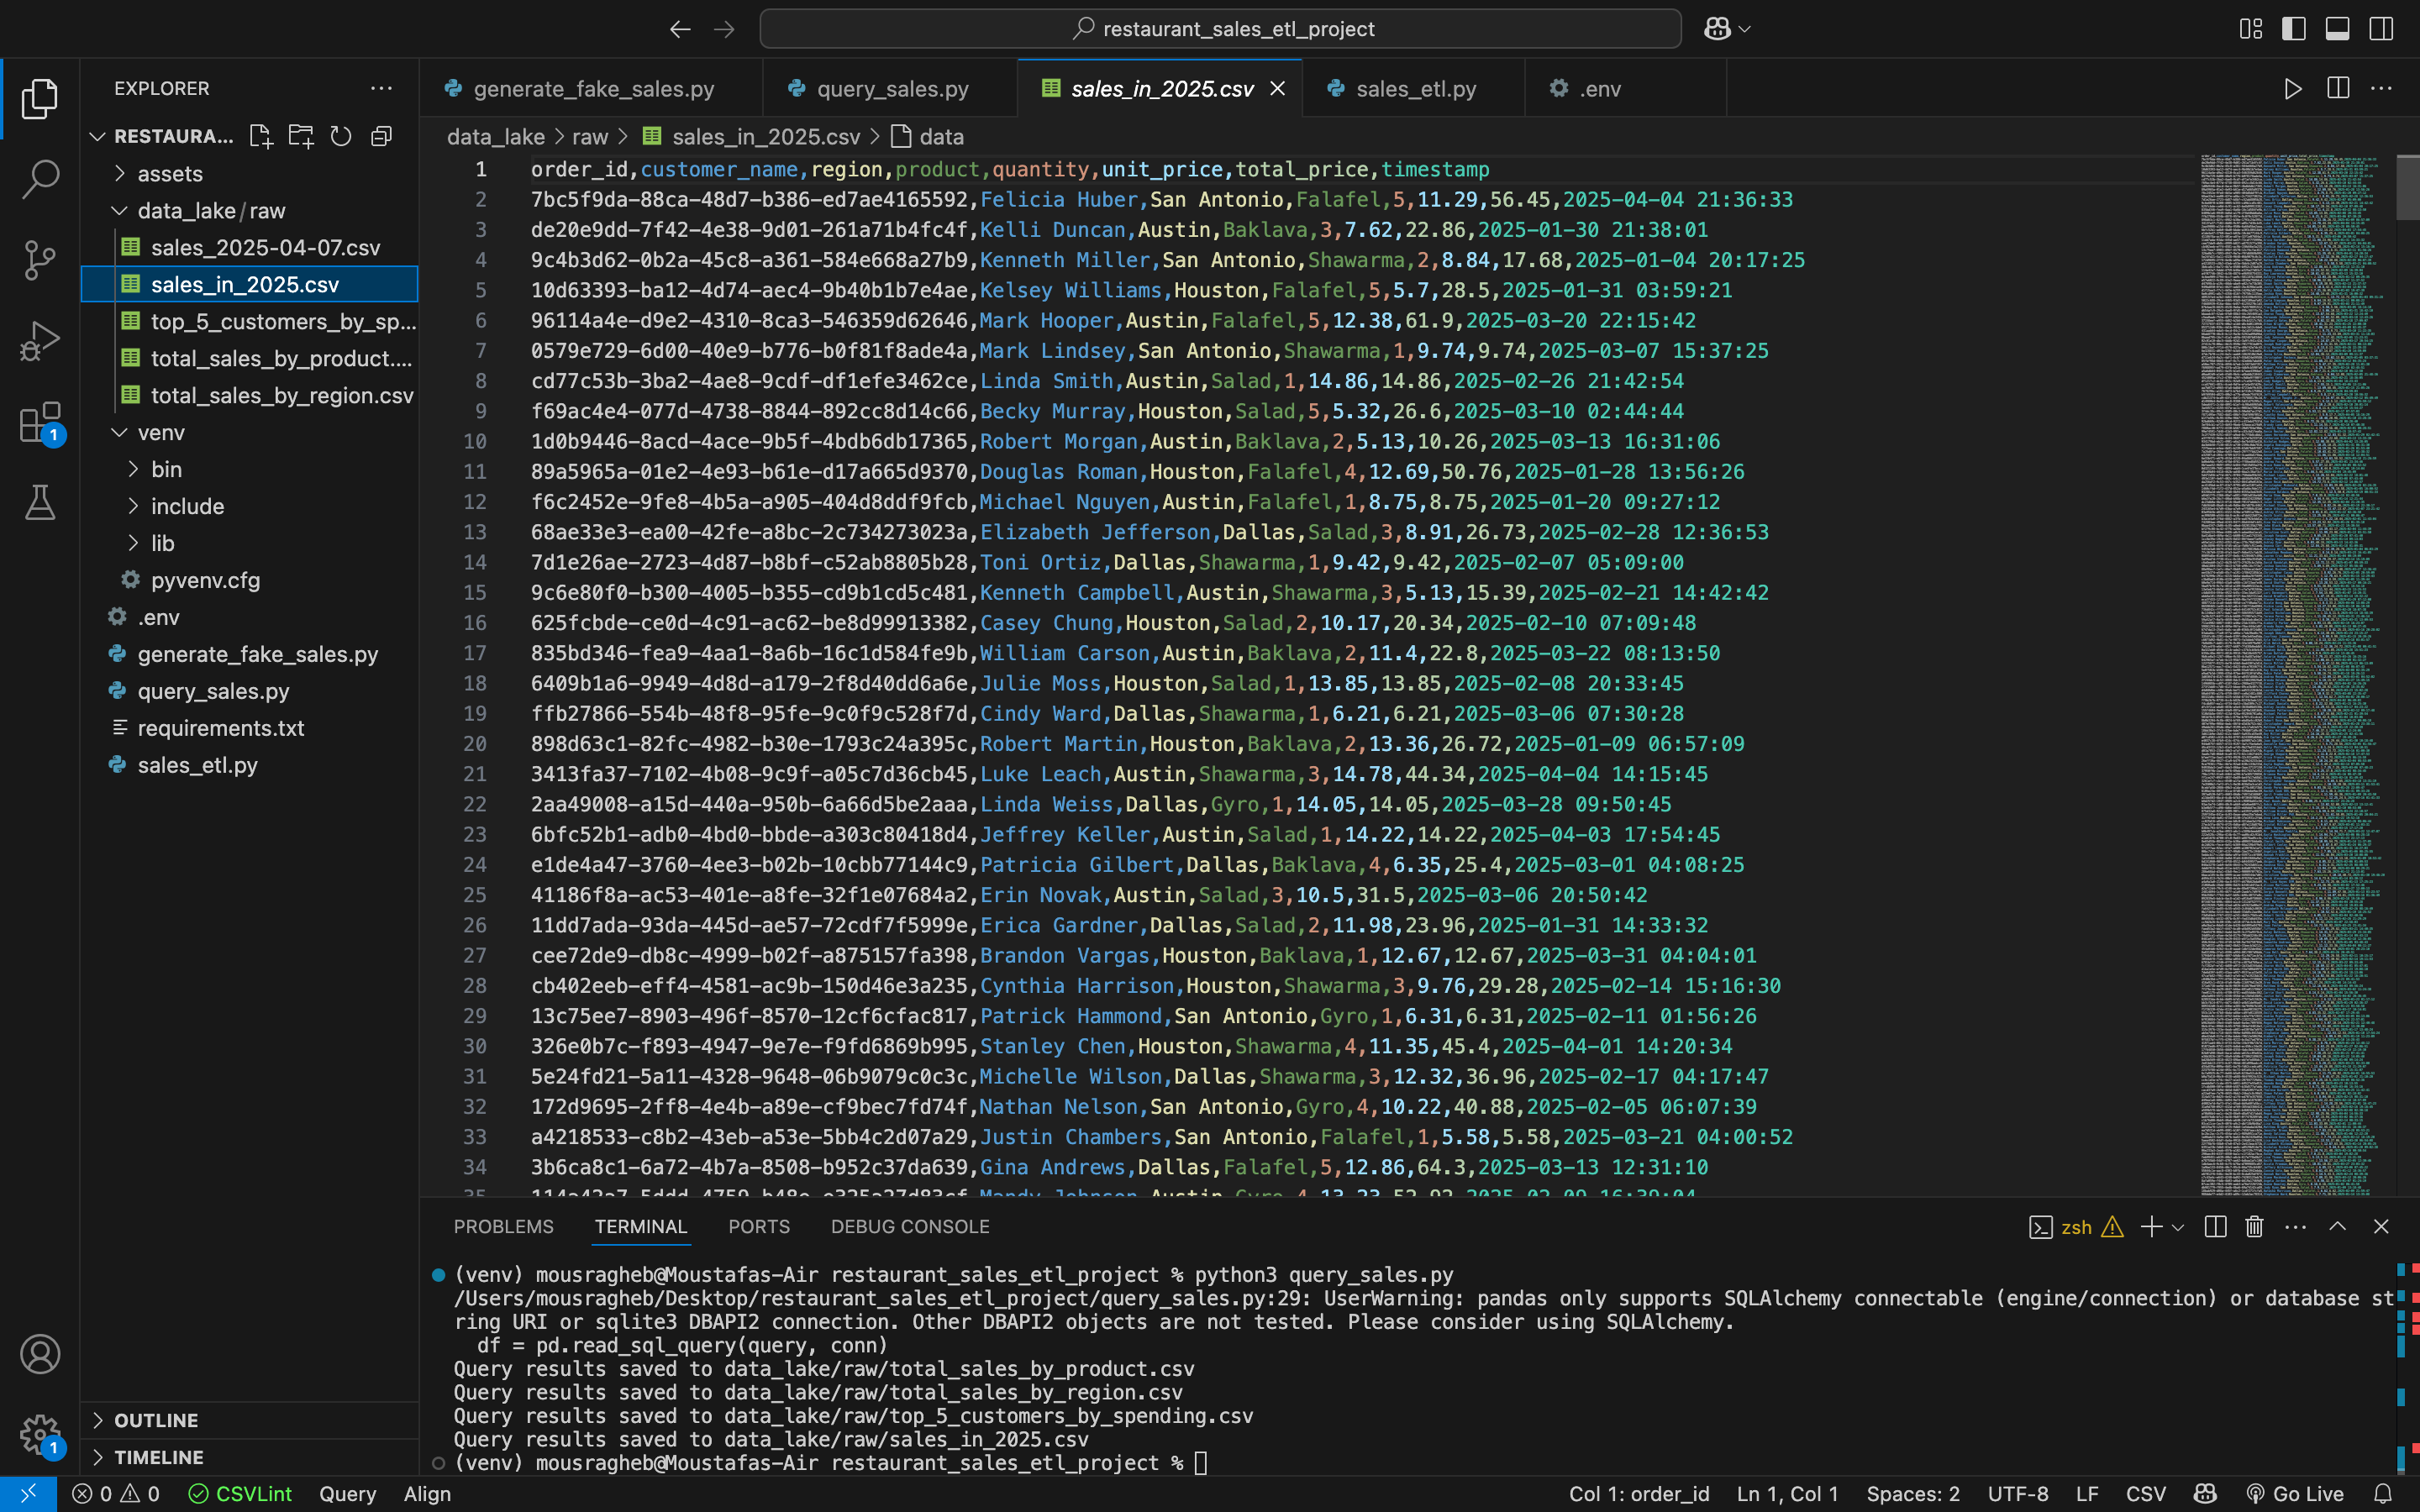 restaurant_sales_etl_project
EXPLORER
RESTAURA...
assets
data_lake/raw
sales_2025-04-07.csv
sales_in_2025.csv
top_5_customers_by_sp...
total_sales_by_product....
total_sales_by_region.csv
venv
bin
include
lib
pyvenv.cfg
.env
generate_fake_sales.py
query_sales.py
requirements.txt
sales_etl.py
OUTLINE
TIMELINE
1
1
generate_fake_sales.py
query_sales.py
sales_in_2025.csv
sales_etl.py
.env
data_lake > raw > sales_in_2025.csv > data
1 order_id,customer_name,region,product,quantity,unit_price,total_price,timestamp
2 7bc5f9da-88ca-48d7-b386-ed7ae4165592,Felicia Huber,San Antonio,Falafel,5,11.29,56.45,2025-04-04 21:36:33
3 de20e9dd-7f42-4e38-9d01-261a71b4fc4f,Kelli Duncan,Austin,Baklava,3,7.62,22.86,2025-01-30 21:38:01
4 9c4b3d62-0b2a-45c8-a361-584e668a27b9,Kenneth Miller,San Antonio,Shawarma,2,8.84,17.68,2025-01-04 20:17:25
5 10d63393-ba12-4d74-aec4-9b40b1b7e4ae,Kelsey Williams,Houston,Falafel,5,5.7,28.5,2025-01-31 03:59:21
6 96114a4e-d9e2-4310-8ca3-546359d62646,Mark Hooper,Austin,Falafel,5,12.38,61.9,2025-03-20 22:15:42
7 0579e729-6d00-40e9-b776-b0f81f8ade4a,Mark Lindsey,San Antonio,Shawarma,1,9.74,9.74,2025-03-07 15:37:25
8 cd77c53b-3ba2-4ae8-9cdf-df1efe3462ce,Linda Smith,Austin,Salad,1,14.86,14.86,2025-02-26 21:42:54
9 f69ac4e4-077d-4738-8844-892cc8d14c66,Becky Murray,Houston,Salad,5,5.32,26.6,2025-03-10 02:44:44
10 1d0b9446-8acd-4ace-9b5f-4bdb6db17365,Robert Morgan,Austin,Baklava,2,5.13,10.26,2025-03-13 16:31:06
11 89a5965a-01e2-4e93-b61e-d17a665d9370,Douglas Roman,Houston,Falafel,4,12.69,50.76,2025-01-28 13:56:26
12 f6c2452e-9fe8-4b5a-a905-404d8ddf9fcb,Michael Nguyen,Austin,Falafel,1,8.75,8.75,2025-01-20 09:27:12
13 68ae33e3-ea00-42fe-a8bc-2c734273023a,Elizabeth Jefferson,Dallas,Salad,3,8.91,26.73,2025-02-28 12:36:53
14 7d1e26ae-2723-4d87-b8bf-c52ab8805b28,Toni Ortiz,Dallas,Shawarma,1,9.42,9.42,2025-02-07 05:09:00
15 9c6e80f0-b300-4005-b355-cd9b1cd5c481,Kenneth Campbell,Austin,Shawarma,3,5.13,15.39,2025-02-21 14:42:42
16 625fcbde-ce0d-4c91-ac62-be8d99913382,Casey Chung,Houston,Salad,2,10.17,20.34,2025-02-10 07:09:48
17 835bd346-fea9-4aa1-8a6b-16c1d584fe9b,William Carson,Austin,Baklava,2,11.4,22.8,2025-03-22 08:13:50
18 6409b1a6-9949-4d8d-a179-2f8d40dd6a6e,Julie Moss,Houston,Salad,1,13.85,13.85,2025-02-08 20:33:45
19 ffb27866-554b-48f8-95fe-9c0f9c528f7d,Cindy Ward,Dallas,Shawarma,1,6.21,6.21,2025-03-06 07:30:28
20 898d63c1-82fc-4982-b30e-1793c24a395c,Robert Martin,Houston,Baklava,2,13.36,26.72,2025-01-09 06:57:09
21 3413fa37-7102-4b08-9c9f-a05c7d36cb45,Luke Leach,Austin,Shawarma,3,14.78,44.34,2025-04-04 14:15:45
22 2aa49008-a15d-440a-950b-6a66d5be2aaa,Linda Weiss,Dallas,Gyro,1,14.05,14.05,2025-03-28 09:50:45
23 6bfc52b1-adb0-4bd0-bbde-a303c80418d4,Jeffrey Keller,Austin,Salad,1,14.22,14.22,2025-04-03 17:54:45
24 e1de4a47-3760-4ee3-b02b-10cbb77144c9,Patricia Gilbert,Dallas,Baklava,4,6.35,25.4,2025-03-01 04:08:25
25 41186f8a-ac53-401e-a8fe-32f1e07684a2,Erin Novak,Austin,Salad,3,10.5,31.5,2025-03-06 20:50:42
26 11dd7ada-93da-445d-ae57-72cdf7f5999e,Erica Gardner,Dallas,Salad,2,11.98,23.96,2025-01-31 14:33:32
27 cee72de9-db8c-4999-b02f-a875157fa398,Brandon Vargas,Houston,Baklava,1,12.67,12.67,2025-03-31 04:04:01
28 cb402eeb-eff4-4581-ac9b-150d46e3a235,Cynthia Harrison,Houston,Shawarma,3,9.76,29.28,2025-02-14 15:16:30
29 13c75ee7-8903-496f-8570-12cf6cfac817,Patrick Hammond,San Antonio,Gyro,1,6.31,6.31,2025-02-11 01:56:26
30 326e0b7c-f893-4947-9e7e-f9fd6869b995,Stanley Chen,Houston,Shawarma,4,11.35,45.4,2025-04-01 14:20:34
31 5e24fd21-5a11-4328-9648-06b9079c0c3c,Michelle Wilson,Dallas,Shawarma,3,12.32,36.96,2025-02-17 04:17:47
32 172d9695-2ff8-4e4b-a89e-cf9bec7fd74f,Nathan Nelson,San Antonio,Gyro,4,10.22,40.88,2025-02-05 06:07:39
33 a4218533-c8b2-43eb-a53e-5bb4c2d07a29,Justin Chambers,San Antonio,Falafel,1,5.58,5.58,2025-03-21 04:00:52
34 3b6ca8c1-6a72-4b7a-8508-b952c37da639,Gina Andrews,Dallas,Falafel,5,12.86,64.3,2025-03-13 12:31:10
PROBLEMS TERMINAL PORTS DEBUG CONSOLE
zsh
(venv) mousragheb@Moustafas-Air restaurant_sales_etl_project % python3 query_sales.py
/Users/mousragheb/Desktop/restaurant_sales_etl_project/query_sales.py:29: UserWarning: pandas only supports SQLAlchemy connectable (engine/connection) or database st
ring URI or sqlite3 DBAPI2 connection. Other DBAPI2 objects are not tested. Please consider using SQLAlchemy.
df = pd.read_sql_query(query, conn)
Query results saved to data_lake/raw/total_sales_by_product.csv
Query results saved to data_lake/raw/total_sales_by_region.csv
Query results saved to data_lake/raw/top_5_customers_by_spending.csv
Query results saved to data_lake/raw/sales_in_2025.csv
(venv) mousragheb@Moustafas-Air restaurant_sales_etl_project %
0 0 CSVLint Query Align Col 1: order_id Ln 1, Col 1 Spaces: 2 UTF-8 LF CSV Go Live